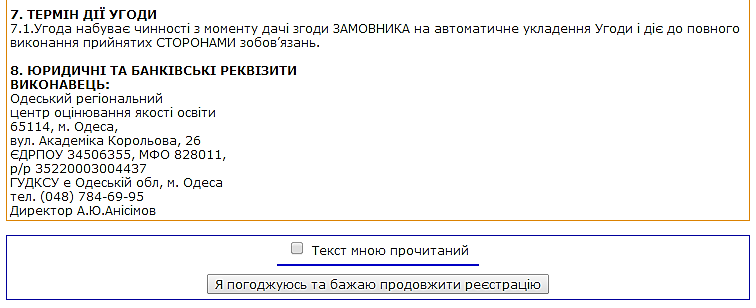 7. ТЕРМІН ДІЇ УГОДИ
7.1.Угода набуває чинності з моменту дачі згоди ЗАМОВНИКА на автоматичне укладення Угоди і діє до повного
виконання прийнятих СТОРОНАМИ зобов’язань.
8. ЮРИДИЧНІ ТА БАНКІВСЬКІ РЕКВІЗИТИ
ВИКОНАВЕЦЬ:
Одеський регіональний
центр оцінювання якості освіти
65114, м. Одеса,
вул. Академіка Корольова, 26
ЄДРПОУ 34506355, МФО 828011,
р/р 35220003004437
ГУДКСУ е Одеській обл, м. Одеса
тел. (048) 784-69-95
Директор А.Ю.Анісімов
Текст мною прочитаний
Я погоджуюсь та бажаю продовжити реєстрацію